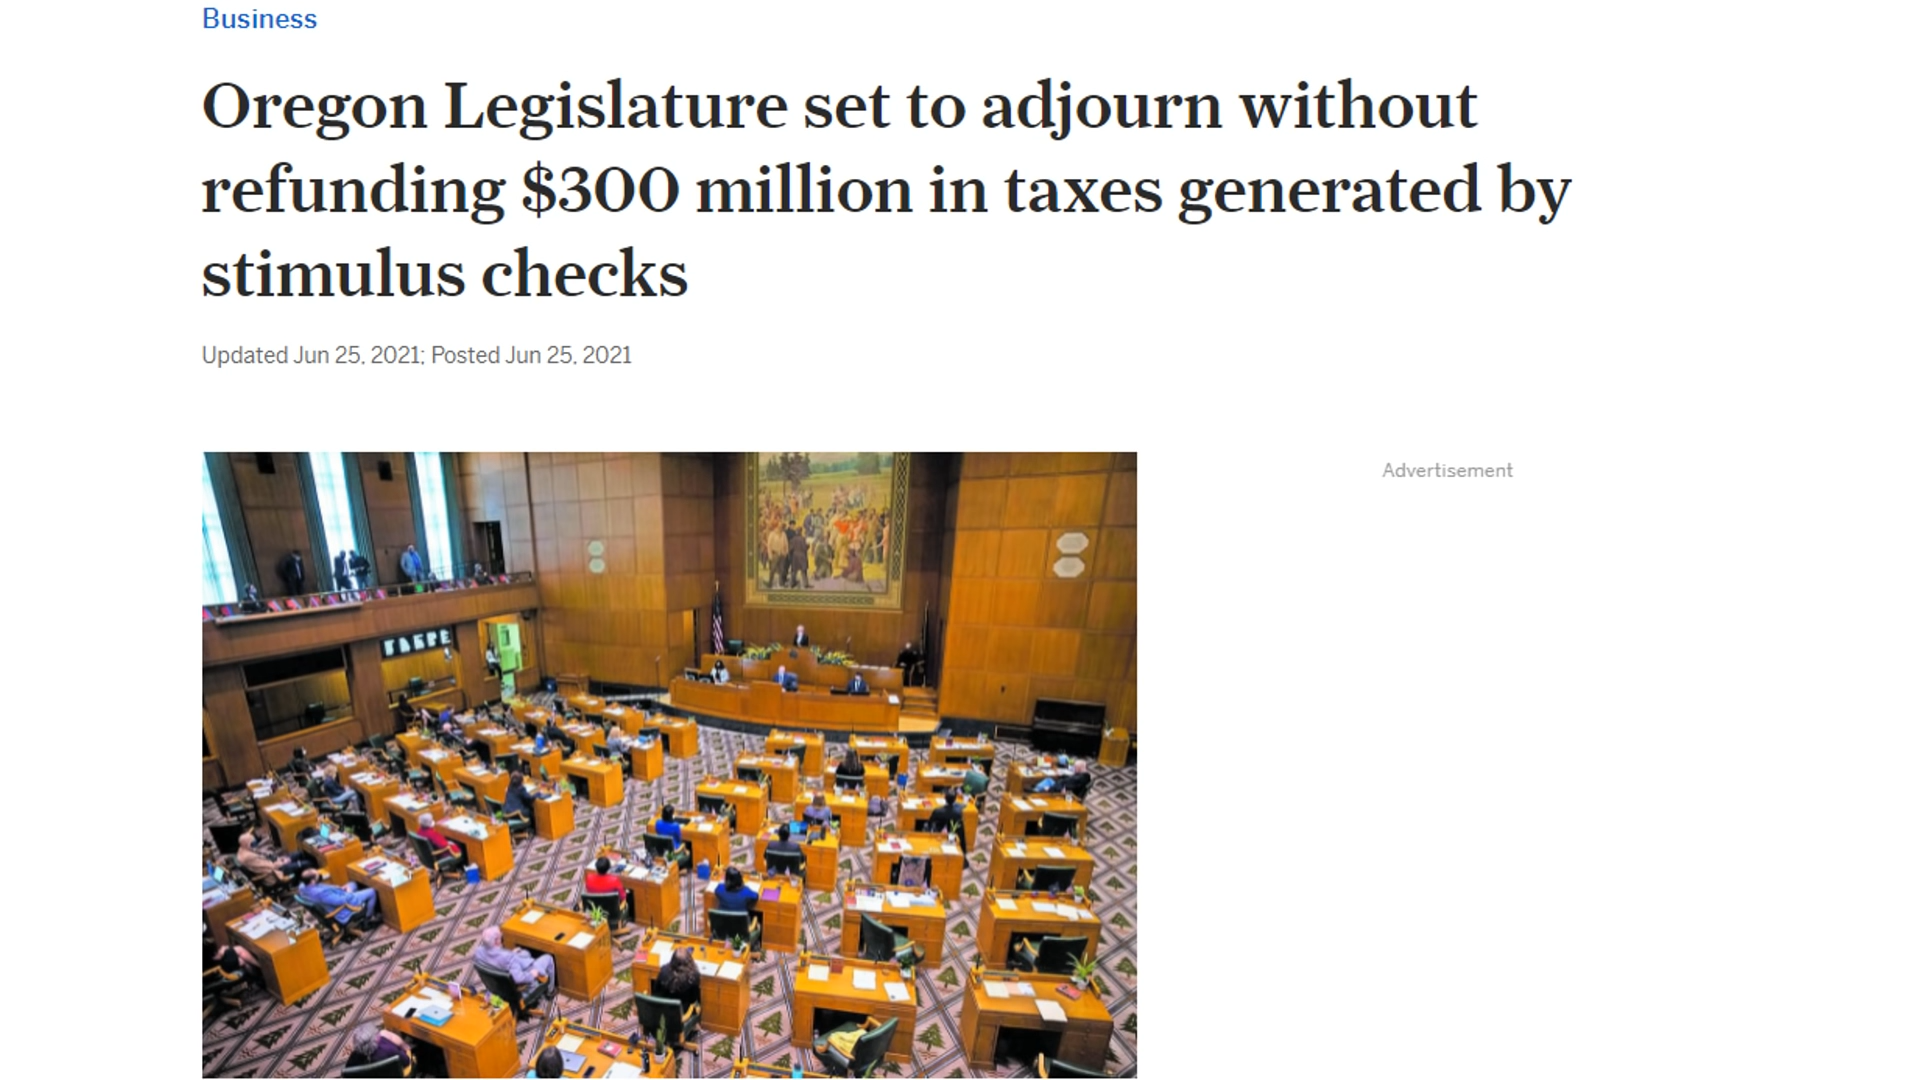 Business
Oregon Legislature set to adjourn without
refunding $300 million in taxes generated by
stimulus checks
Updated Jun 25, 2021; Posted Jun 25, 2021
Advertisement